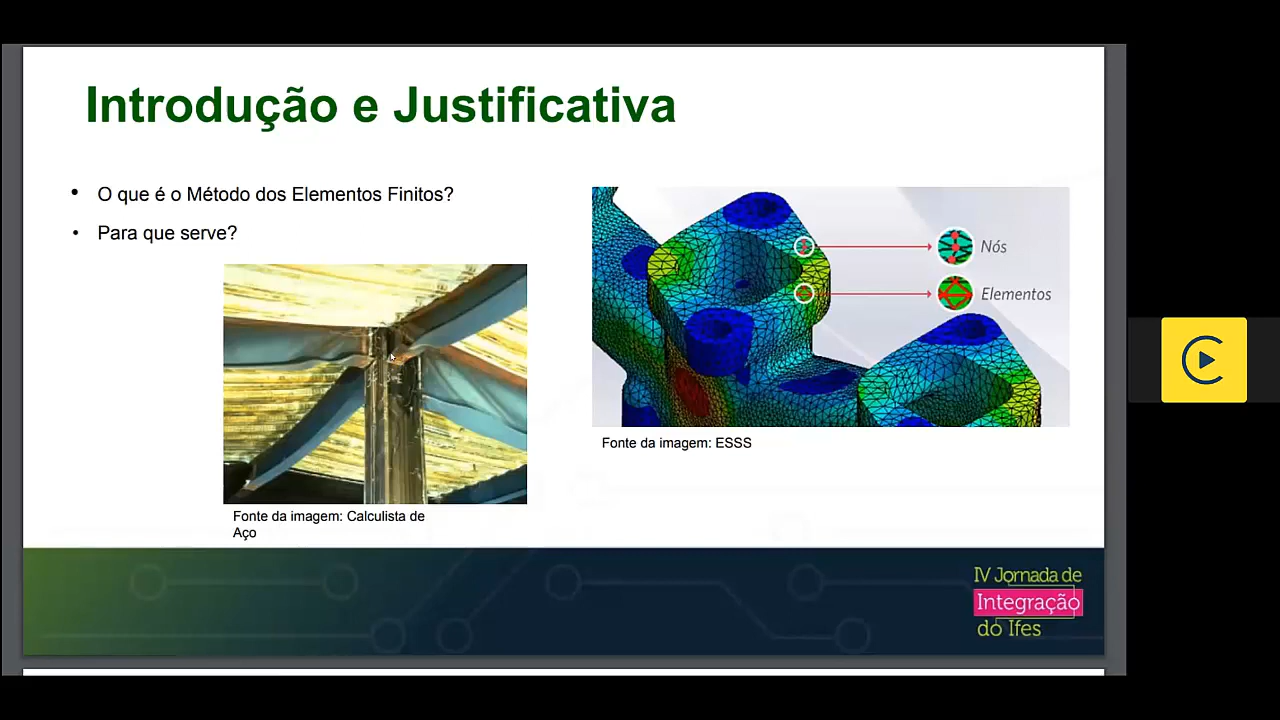 Introdução e Justificativa
• O que é o Método dos Elementos Finitos?
• Para que serve?
Nós
Elementos
Fonte da imagem: ESSS
Fonte da imagem: Calculista de
Aço
IV Jornada de
Integração
do Ifes